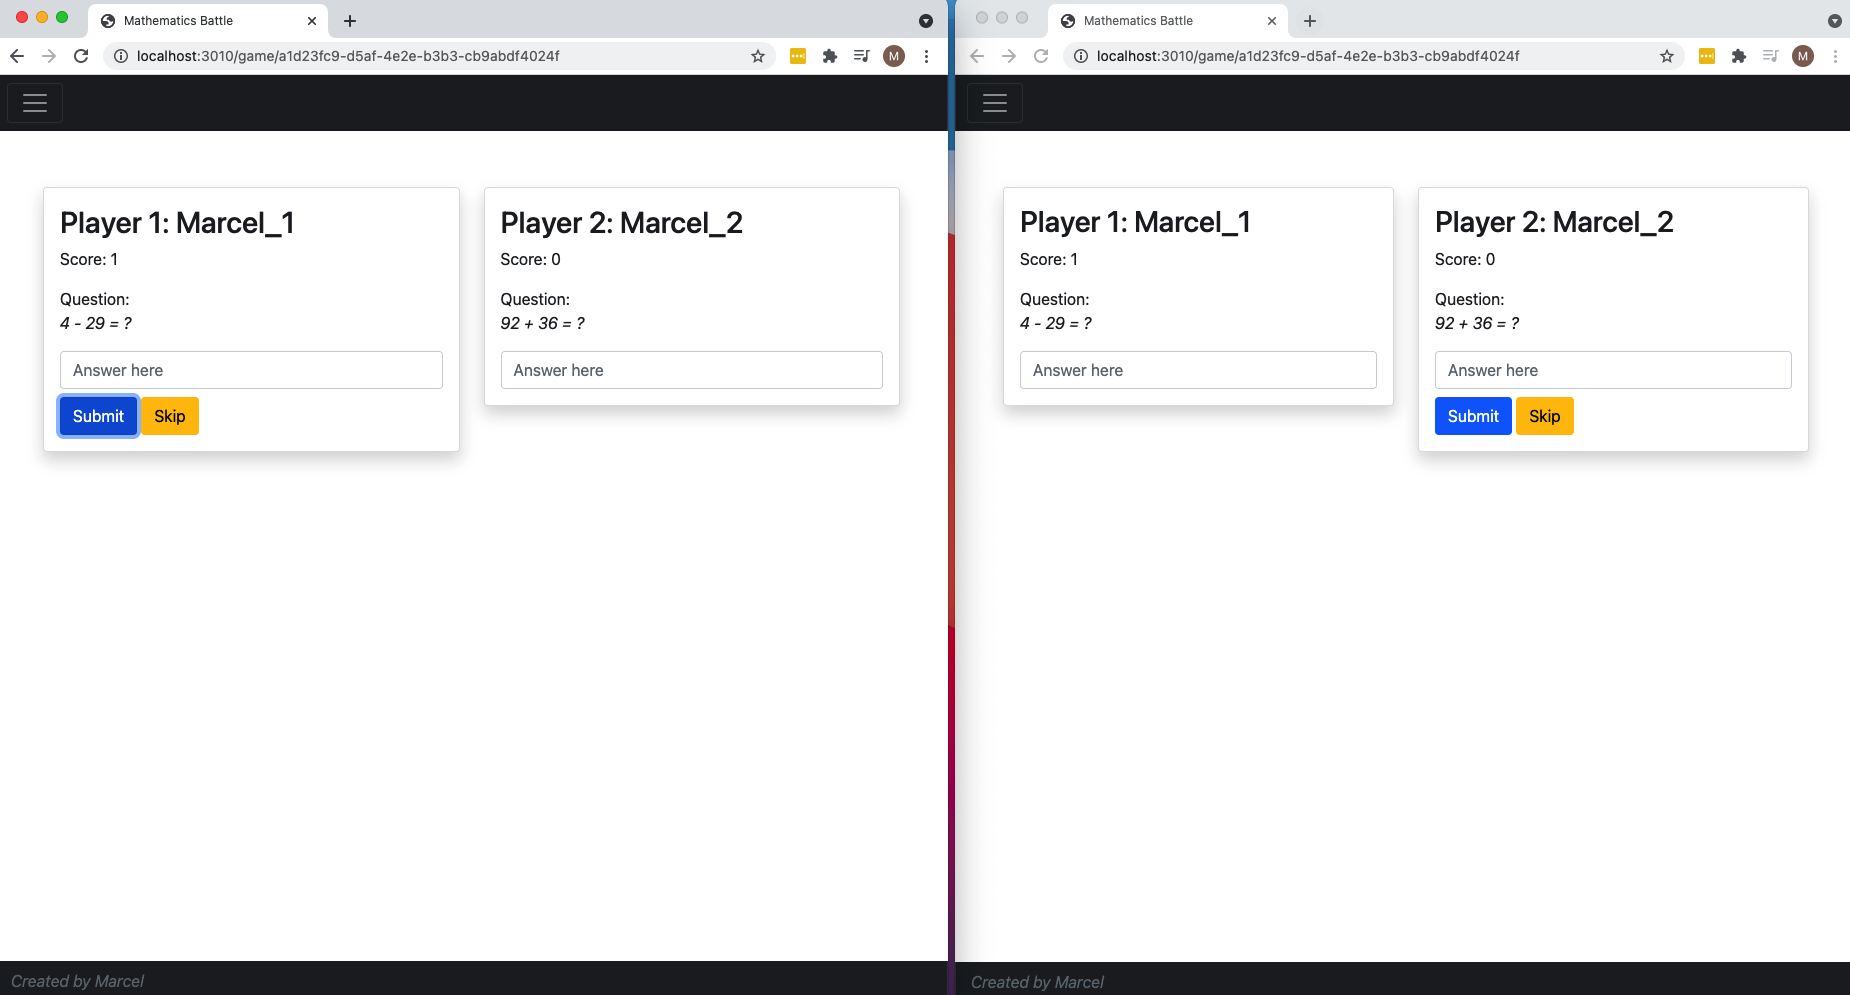 Mathematics Battle
localhost:3010/game/a1d23fc9-d5af-4e2e-b3b3-cb9abdf4024f
M
Player 1: Marcel_1
Score: 1
Question:
4 - 29 = ?
Answer here
Submit
Skip
Player 2: Marcel_2
Score: 0
Question:
92 + 36 = ?
Answer here
Created by Marcel
Mathematics Battle
localhost:3010/game/a1d23fc9-d5af-4e2e-b3b3-cb9abdf4024f
M
Player 1: Marcel_1
Score: 1
Question:
4 - 29 = ?
Answer here
Player 2: Marcel_2
Score: 0
Question:
92 + 36 = ?
Answer here
Submit
Skip
Created by Marcel